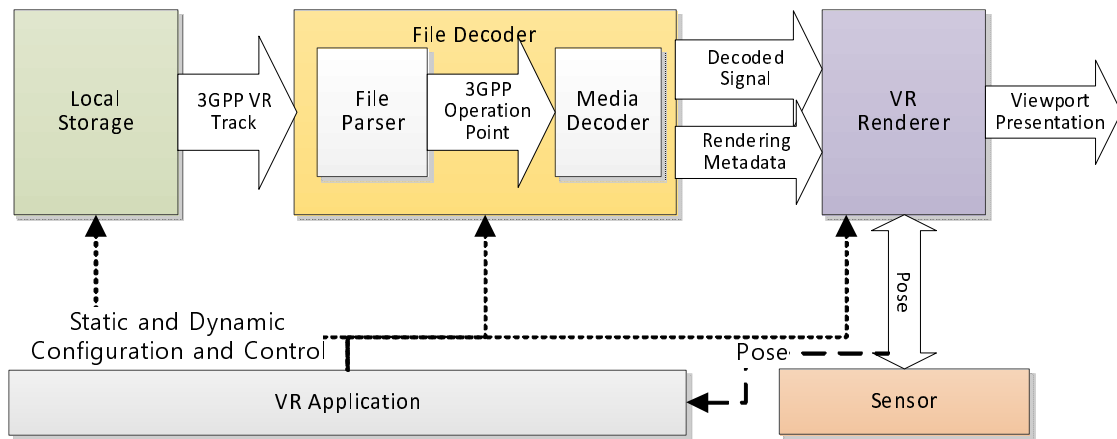 File Decoder
Local
Storage
3GPP VR
Track
File
Parser
3GPP
Operation
Point
Media
Decoder
Decoded
Signal
Rendering
Metadata
VR
Renderer
Viewport
Presentation
Pose
Static and Dynamic
Configuration and Control
Pose
VR Application
Sensor